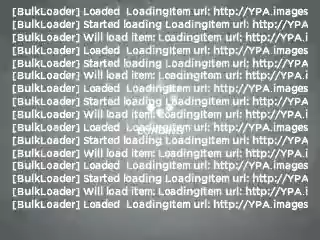 [BulkLoader] Loaded  LoadingItem url: http://YPA.images
[BulkLoader] Started loading LoadingItem url: http://YPA
[BulkLoader] Will load item: LoadingItem url: http://YPA.i
[BulkLoader] Loaded  LoadingItem url: http://YPA.images
[BulkLoader] Started loading LoadingItem url: http://YPA
[BulkLoader] Will load item: LoadingItem url: http://YPA.i
[BulkLoader] Loaded  LoadingItem url: http://YPA.images
[BulkLoader] Started loading LoadingItem url: http://YPA
[BulkLoader] Will load item: LoadingItem url: http://YPA.i
[BulkLoader] Loaded  LoadingItem url: http://YPA.images
[BulkLoader] Started loading LoadingItem url: http://YPA
[BulkLoader] Will load item: LoadingItem url: http://YPA.i
[BulkLoader] Loaded  LoadingItem url: http://YPA.images
[BulkLoader] Started loading LoadingItem url: http://YPA
[BulkLoader] Will load item: LoadingItem url: http://YPA.i
[BulkLoader] Loaded  LoadingItem url: http://YPA.images